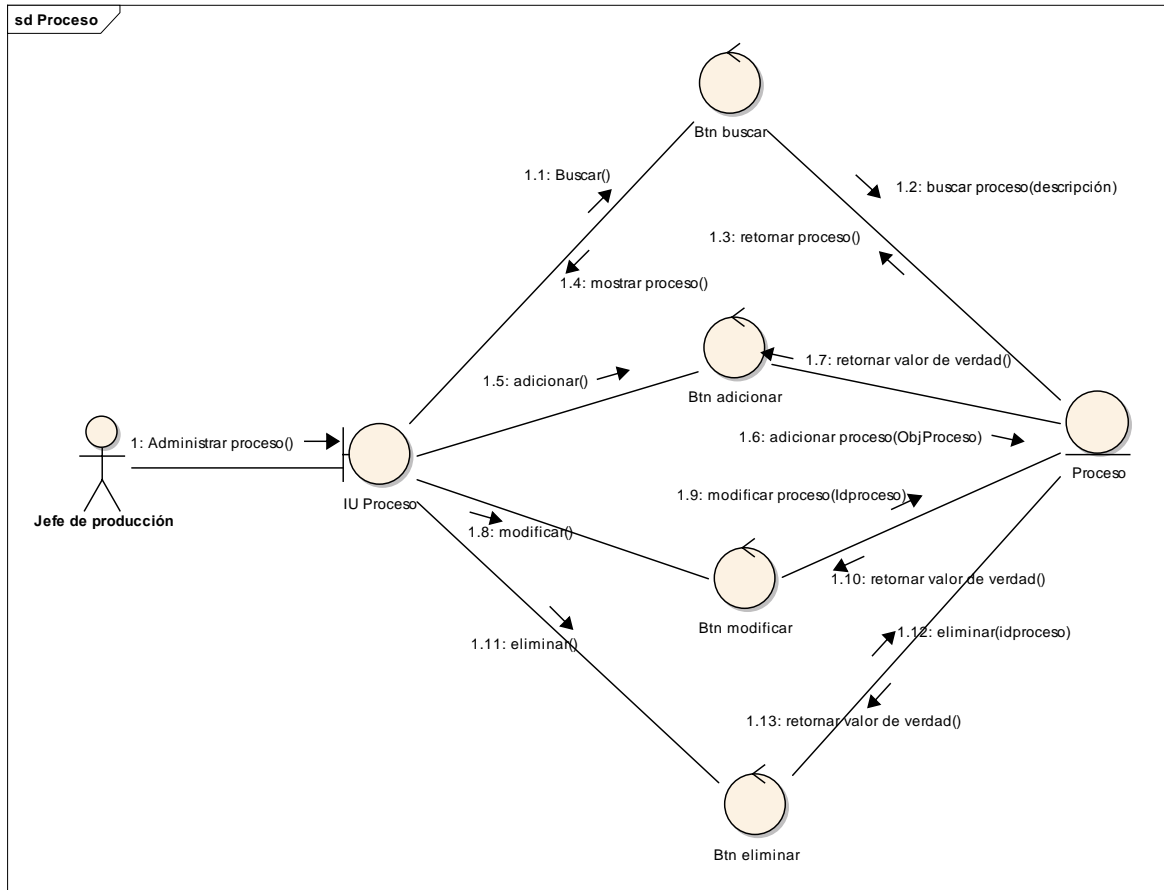 sd Proceso
Btn buscar
1.1: Buscar()
1.2: buscar proceso(descripción)
1.3: retornar proceso()
1.4: mostrar proceso()
1.7: retornar valor de verdad()
1.5: adicionar()
Btn adicionar
1: Administrar proceso()
1.6: adicionar proceso(ObjProceso)
Proceso
IU Proceso
1.9: modificar proceso(Idproceso)
Jefe de producción
1.8: modificar()
1.10: retornar valor de verdad()
Btn modificar
1.12: eliminar(idproceso)
1.11: eliminar()
1.13: retornar valor de verdad()
Btn eliminar